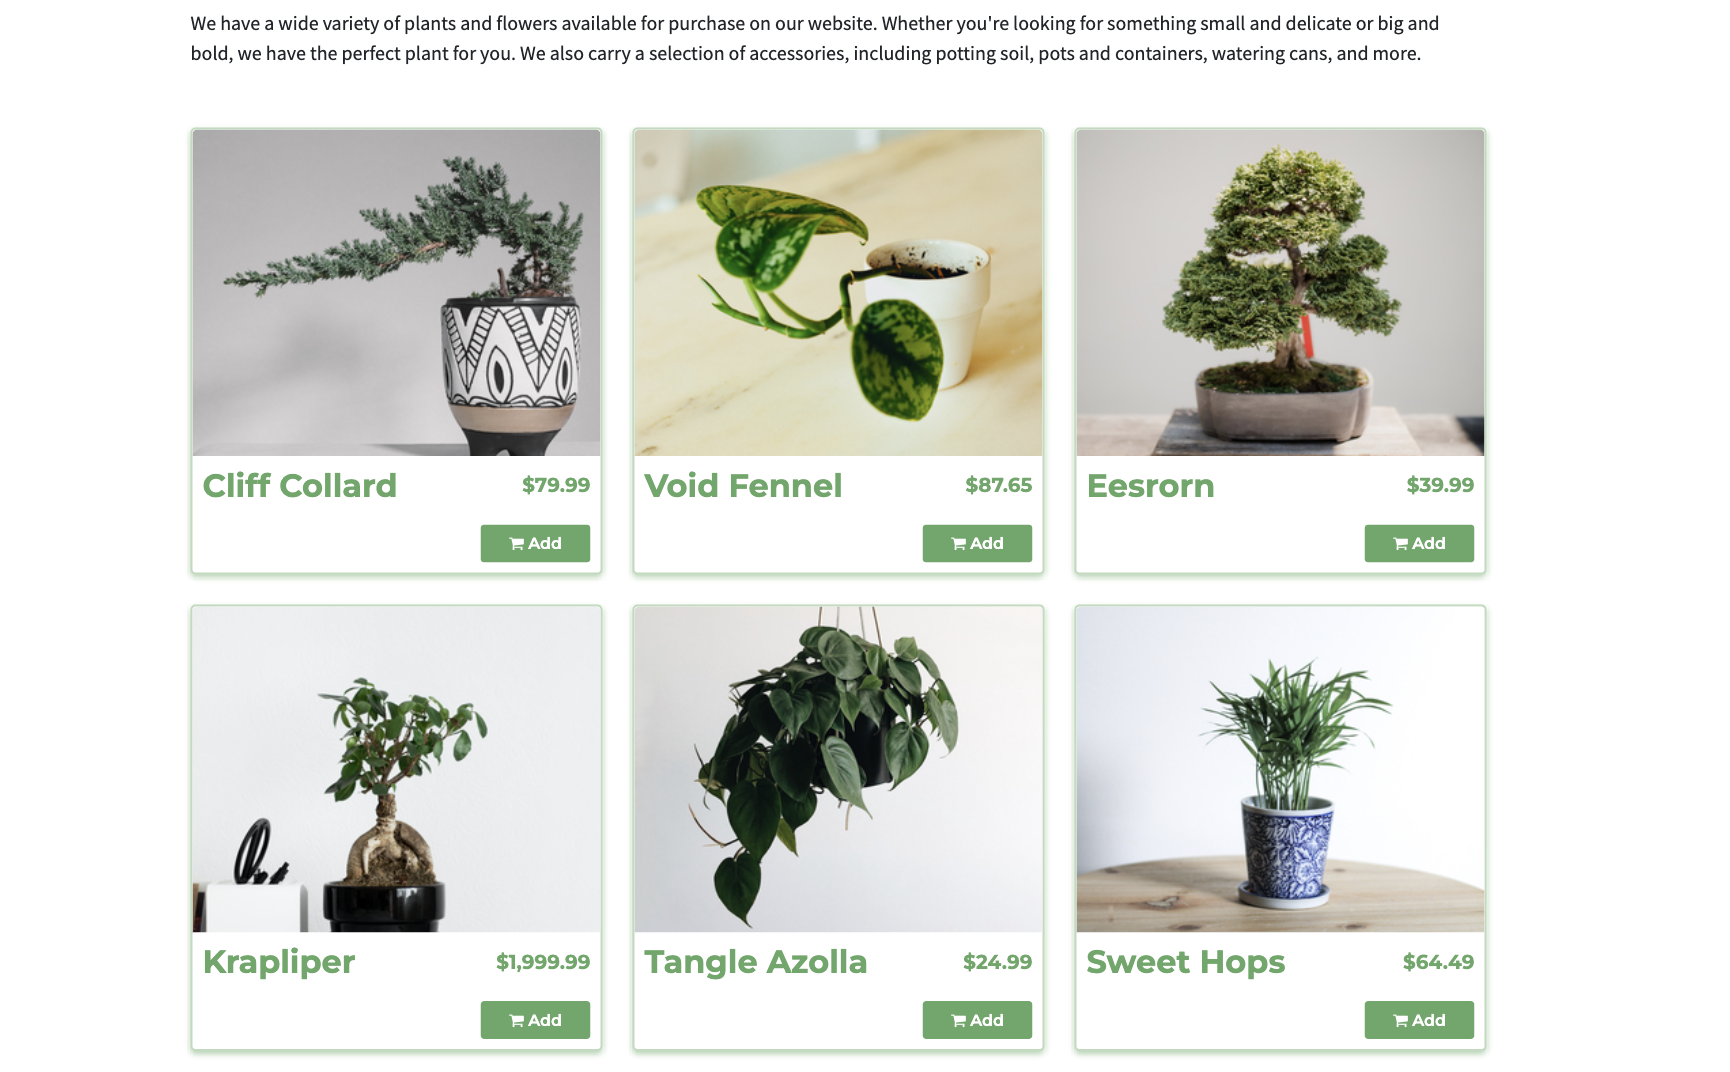 We have a wide variety of plants and flowers available for purchase on our website. Whether you're looking for something small and delicate or big and
bold, we have the perfect plant for you. We also carry a selection of accessories, including potting soil, pots and containers, watering cans, and more.
Cliff Collard $79.99
Add
Void Fennel $87.65
Add
Eesrorn $39.99
Add
Krapliper $1,999.99
Add
Tangle Azolla $24.99
Add
Sweet Hops $64.49
Add